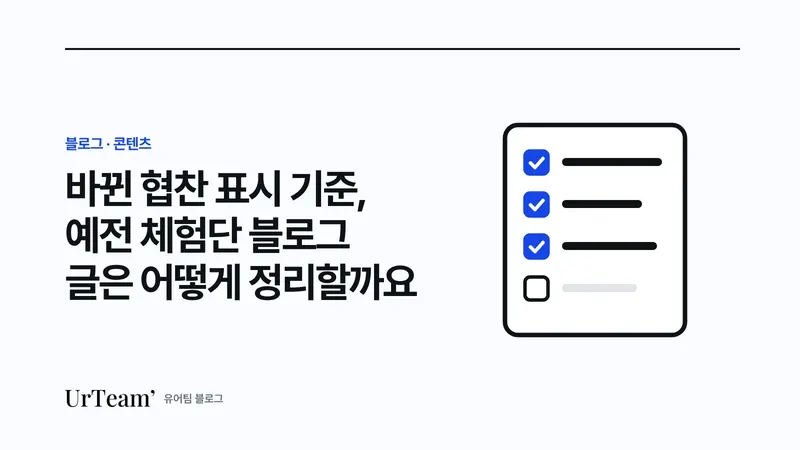 블로그 · 콘텐츠
바뀐 협찬 표시 기준,
예전 체험단 블로그
글은 어떻게 정리할까요
UrTeam’ 유어팀 블로그